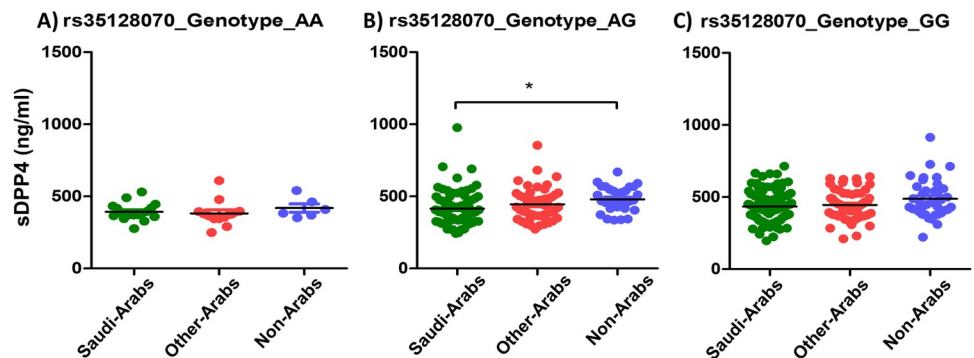 A) rs35128070_Genotype_AA
B) rs35128070_Genotype_AG
C) rs35128070_Genotype_GG
sDPP4 (ng/ml)
1500
1000
500
0
Saudi-Arabs
Other-Arabs
Non-Arabs
1500
1000
500
0
*
Saudi-Arabs
Other-Arabs
Non-Arabs
1500
1000
500
0
Saudi-Arabs
Other-Arabs
Non-Arabs